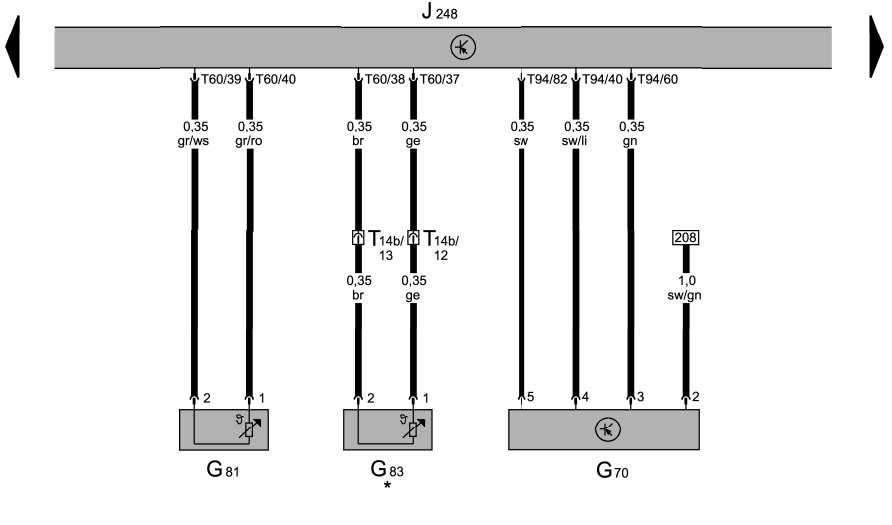 J 248
T60/39 T60/40 T60/38 T60/37 T94/82 T94/40 T94/60
0,35 0,35 0,35 0,35 0,35 0,35 0,35
gr/ws gr/ro br ge sw sw/li gn
T14b/ T14b/ 208
13 12
0,35 0,35 1,0
br ge sw/gn
2 1 2 1 5 4 3 2
ϑ ϑ
G 81 G 83 G 70
*